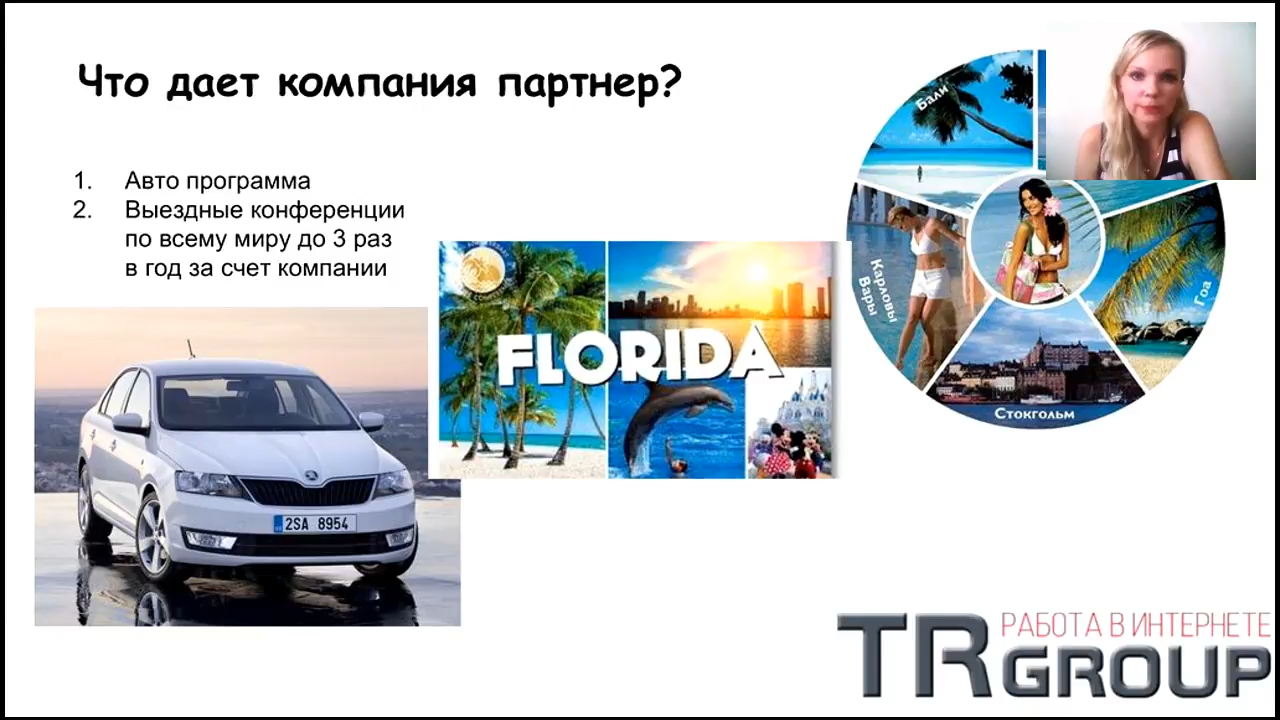 Что дает компания партнер?
1. Авто программа
2. Выездные конференции
по всему миру до 3 раз
в год за счет компании
Бали
Карловы
Вары
Гоа
Стокгольм
FLORIDA
2SA 8954
РАБОТА В ИНТЕРНЕТЕ
TR GROUP